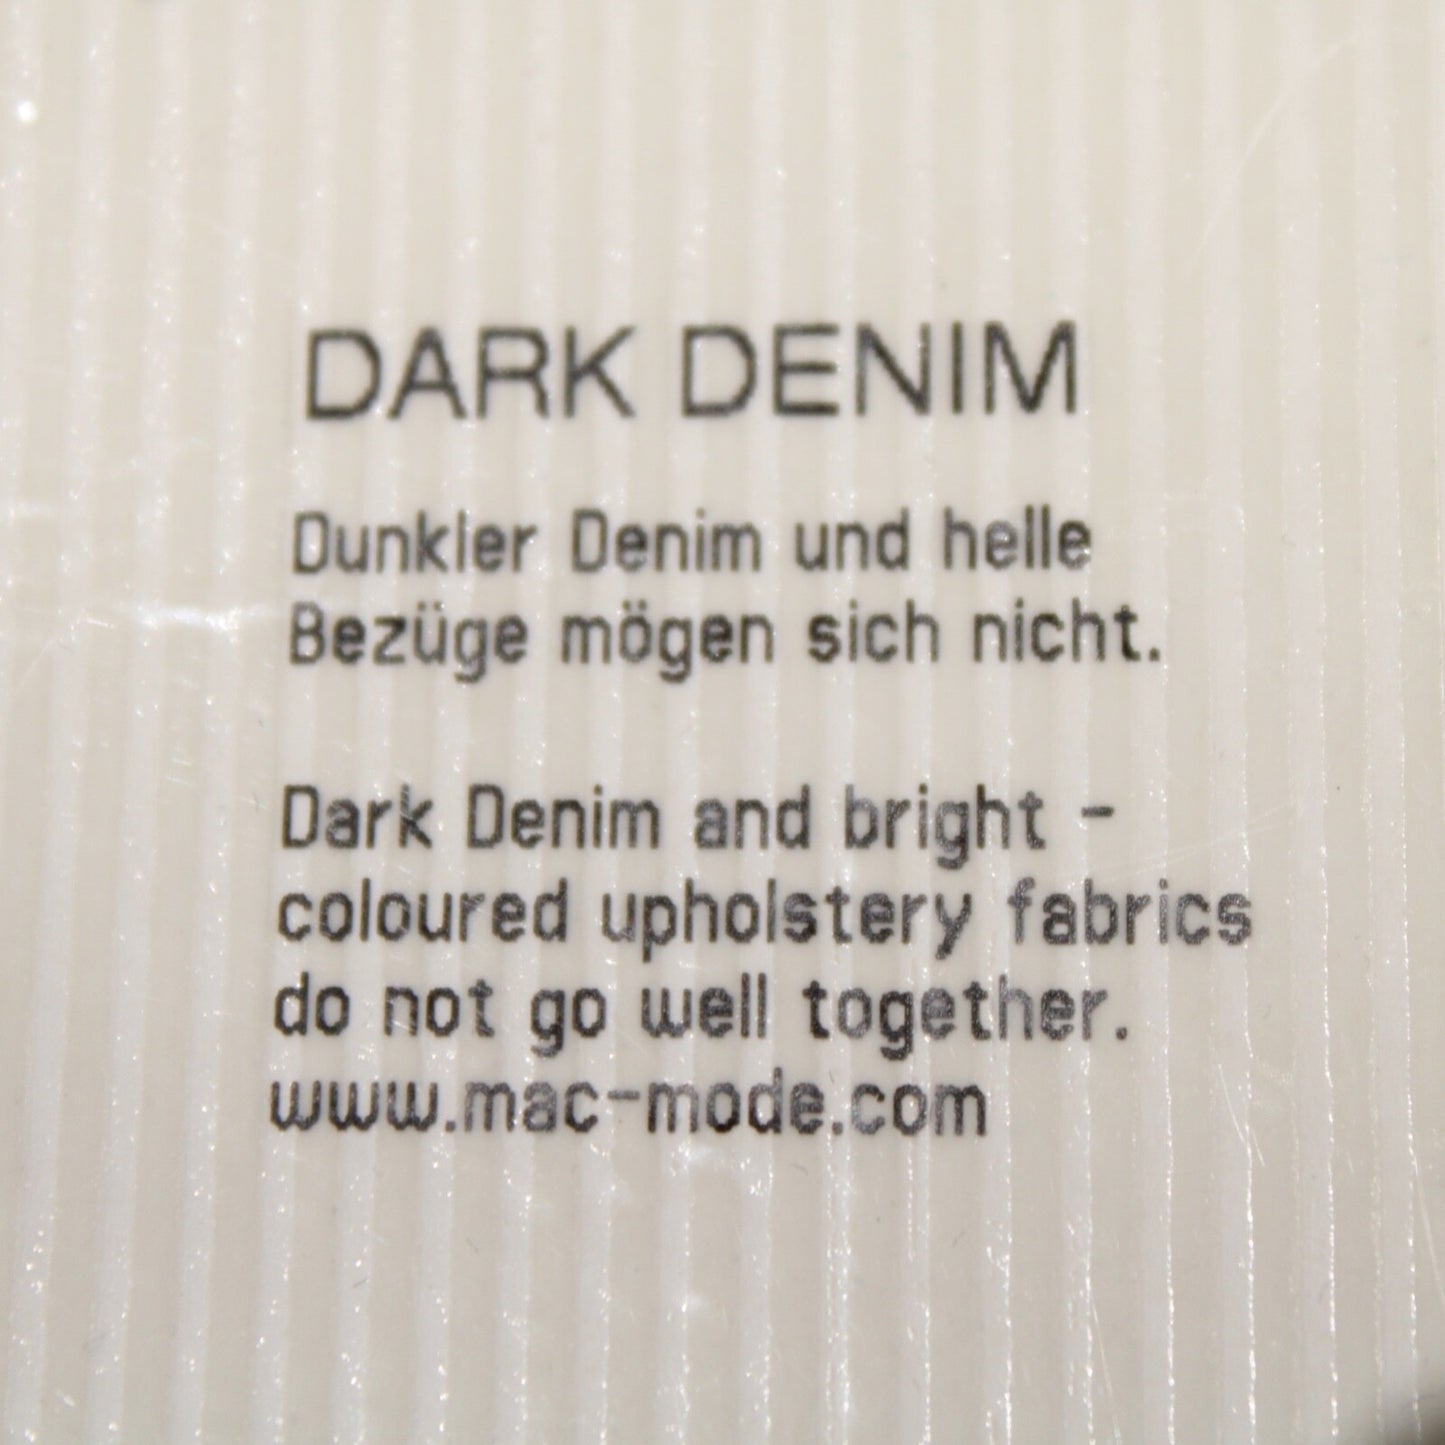 DARK DENIM
Dunkler Denim und helle
Bezüge mögen sich nicht.
Dark Denim and bright -
coloured upholstery fabrics
do not go well together.
www.mac-mode.com